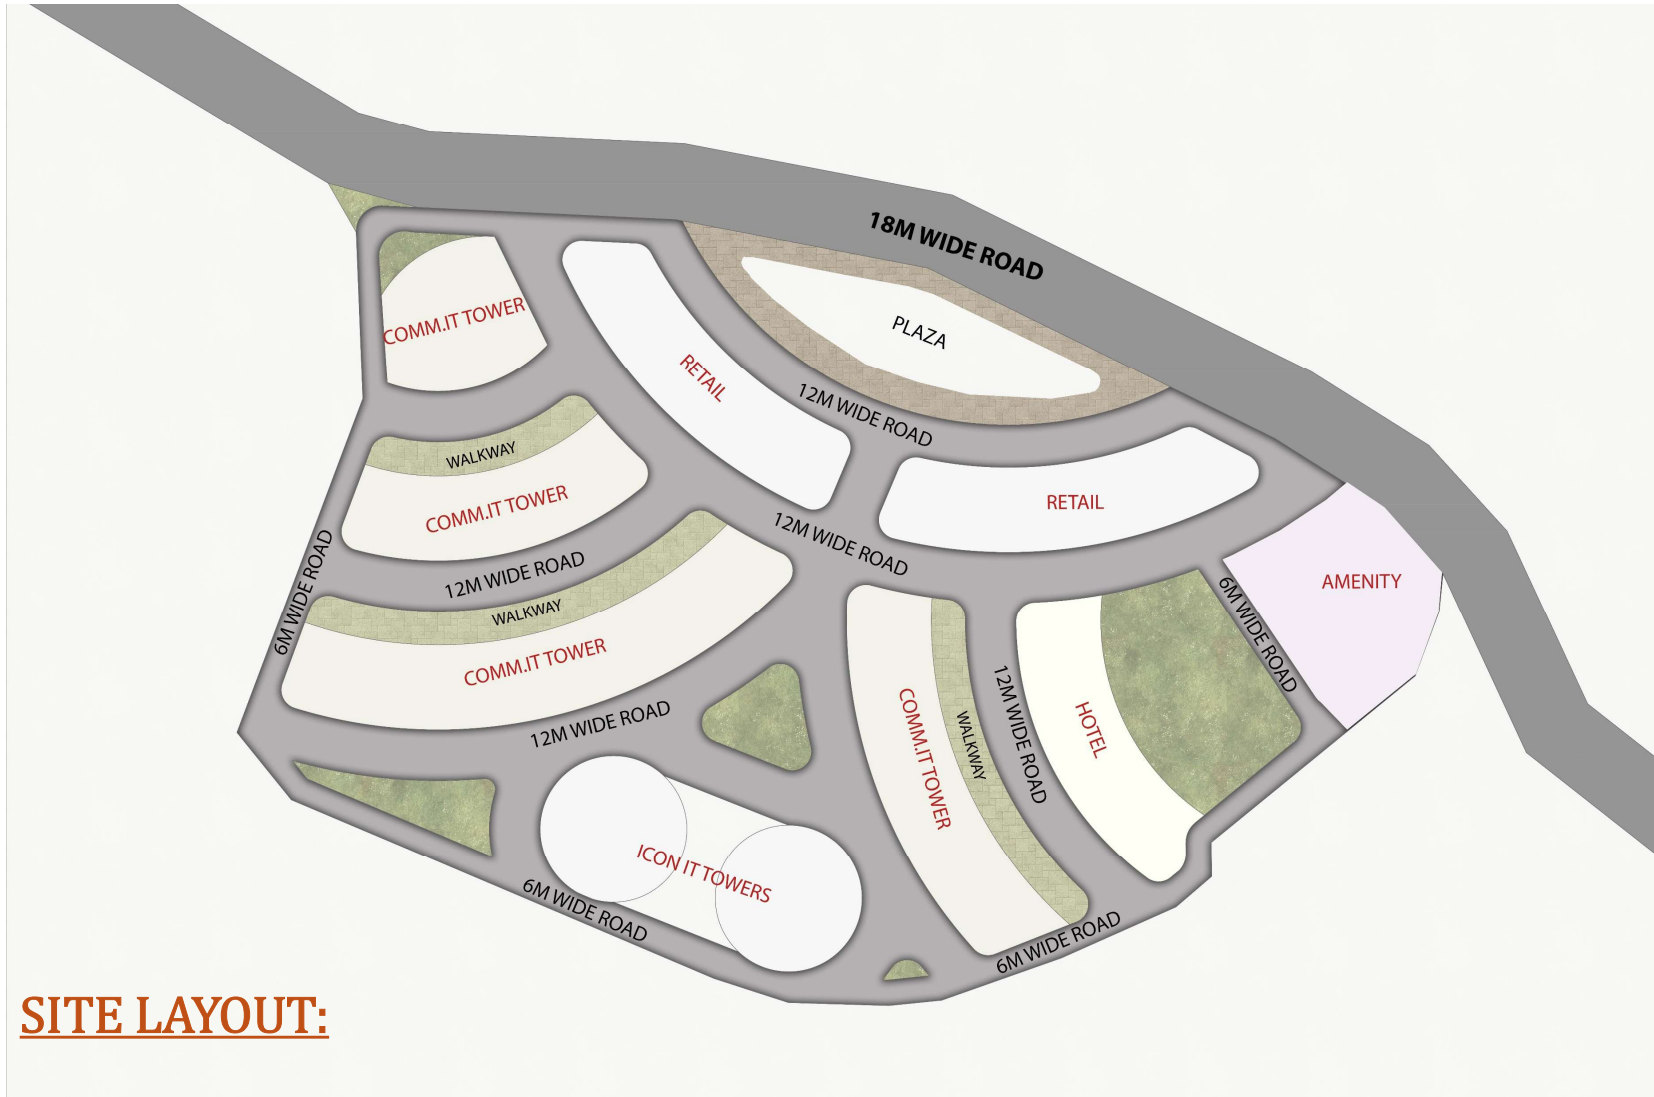 18M WIDE ROAD
COMM.IT TOWER
PLAZA
RETAIL
12M WIDE ROAD
WALKWAY
COMM.IT TOWER
RETAIL
12M WIDE ROAD
12M WIDE ROAD
AMENITY
6M WIDE ROAD
WALKWAY
6M WIDE ROAD
COMM.IT TOWER
12M WIDE ROAD
12M WIDE ROAD
COMM.IT TOWER
WALKWAY
HOTEL
ICON IT TOWERS
6M WIDE ROAD
6M WIDE ROAD
SITE LAYOUT: